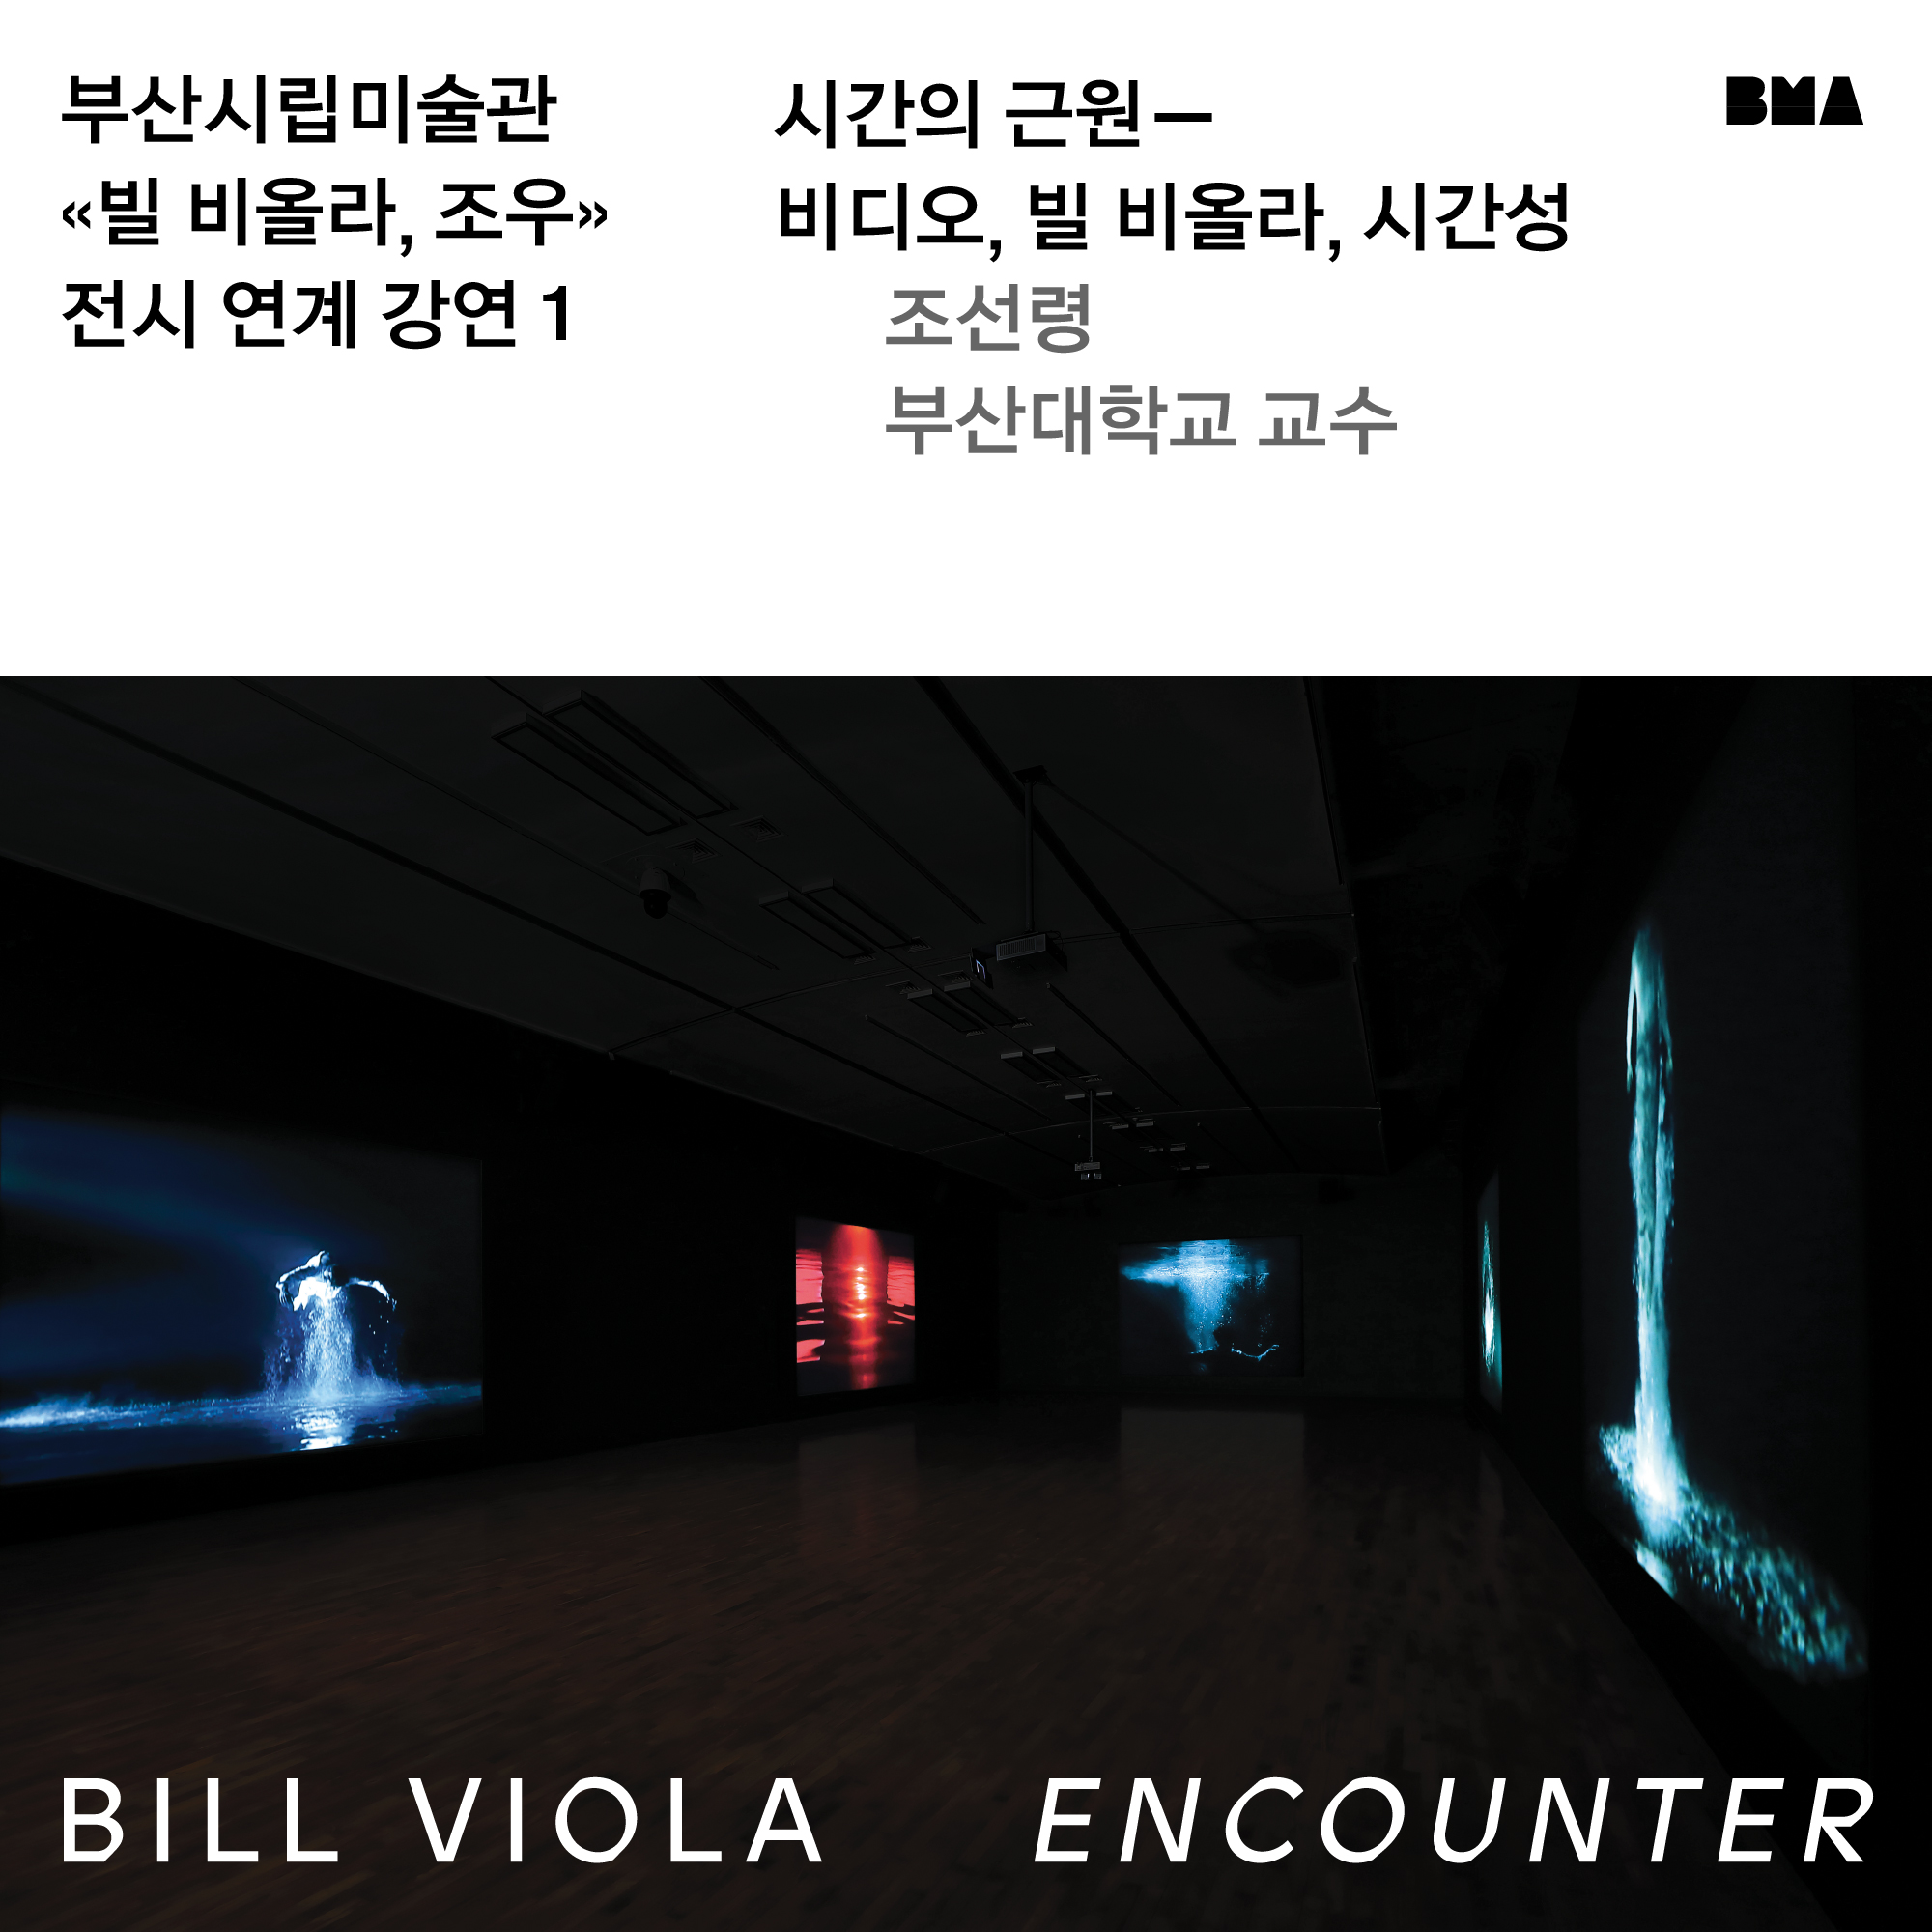 부산시립미술관
«빌 비올라, 조우»
전시 연계 강연 1
시간의 근원—
비디오, 빌 비올라, 시간성
조선령
부산대학교 교수
BMA
BILL VIOLA ENCOUNTER